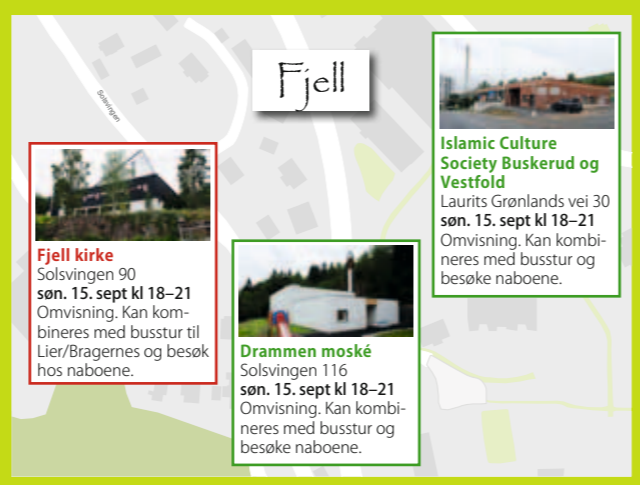 Fjell
Solsvingen
Fjell kirke
Solsvingen 90
søn. 15. sept kl 18–21
Omvisning. Kan kom-
bineres med busstur til
Lier/Bragernes og besøk
hos naboene.
Drammen moské
Solsvingen 116
søn. 15. sept kl 18–21
Omvisning. Kan kombi-
neres med busstur og
besøke naboene.
Islamic Culture
Society Buskerud og
Vestfold
Laurits Grønlands vei 30
søn. 15. sept kl 18–21
Omvisning. Kan kombi-
neres med busstur og
besøke naboene.